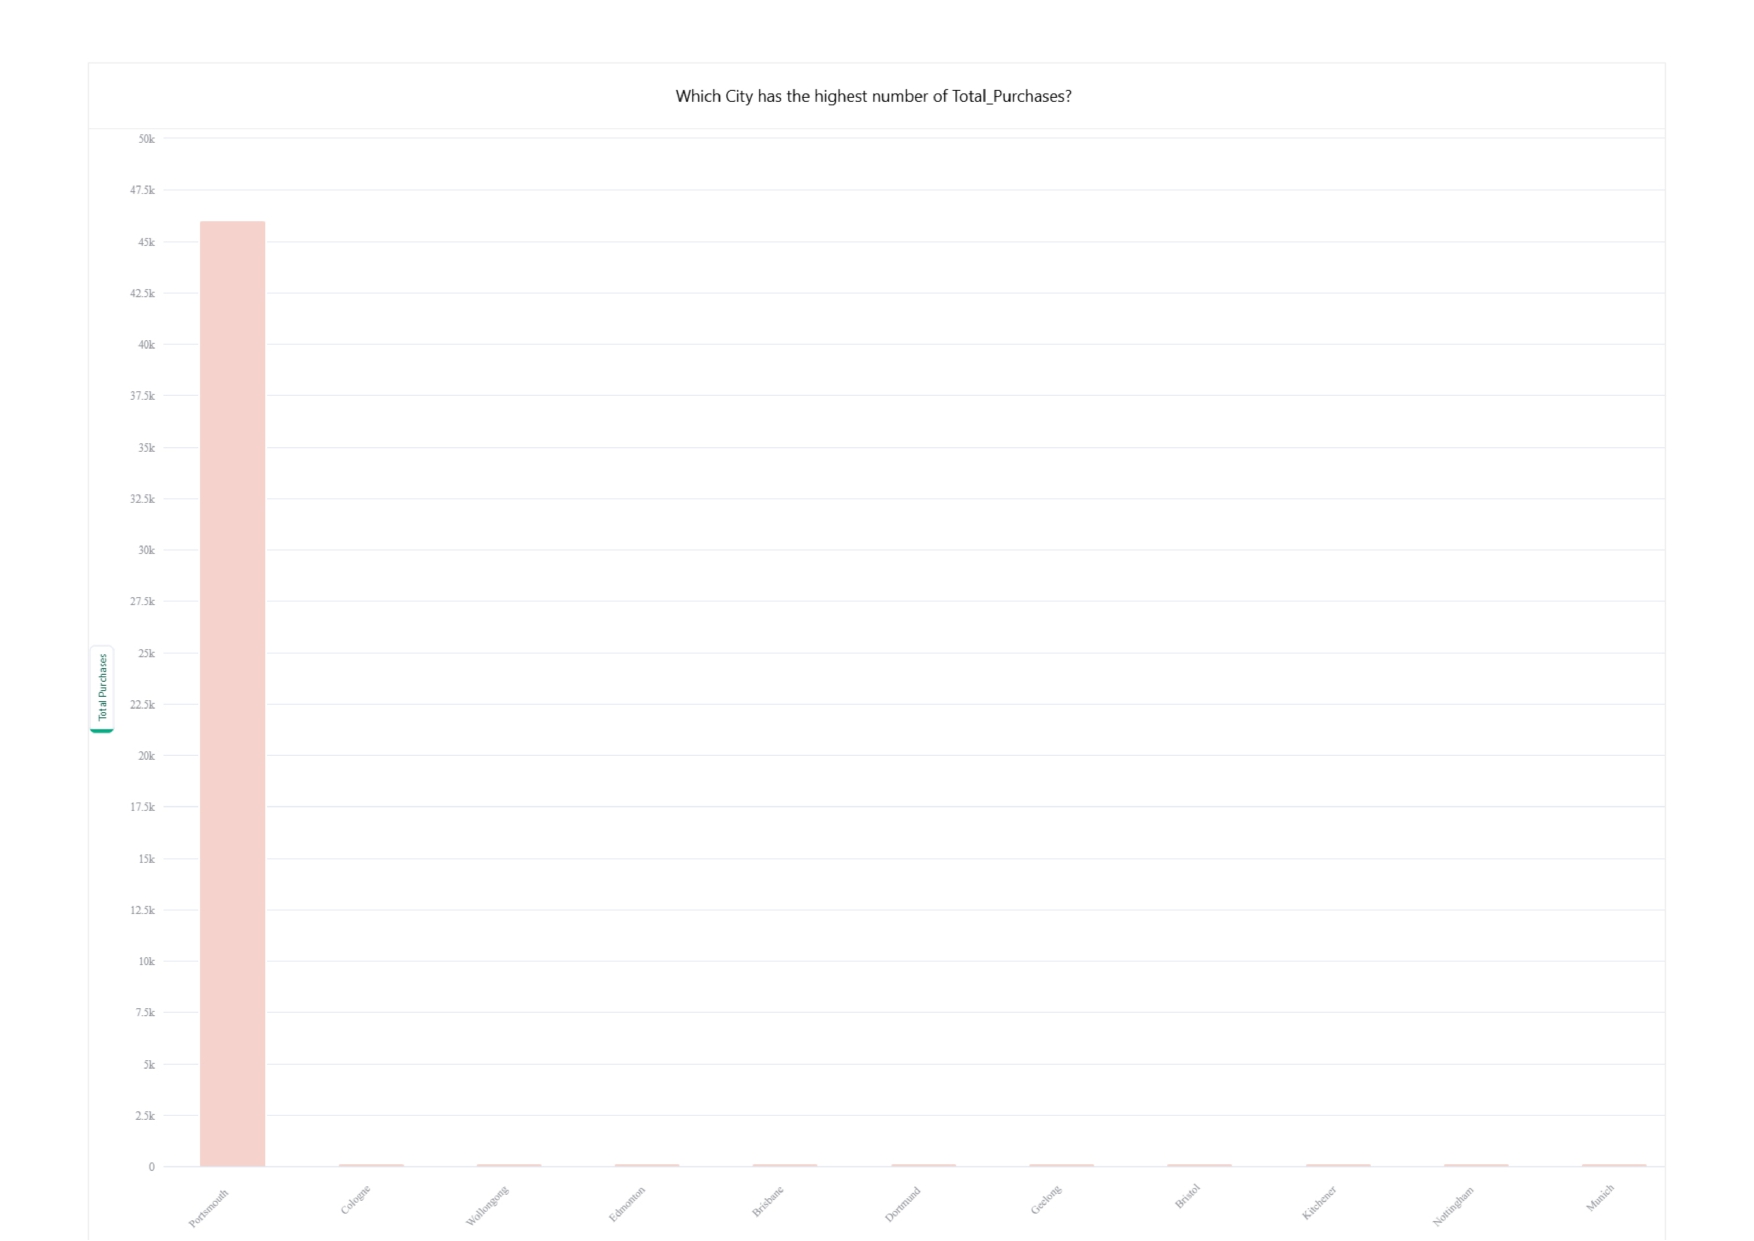 Which City has the highest number of Total_Purchases?
50k
47.5k
45k
42.5k
40k
37.5k
35k
32.5k
30k
27.5k
25k
22.5k
20k
17.5k
15k
12.5k
10k
7.5k
5k
2.5k
0
Total Purchases
Portsmouth
Cologne
Wollongong
Edmonton
Brisbane
Dortmund
Geelong
Bristol
Kitchener
Nottingham
Munich